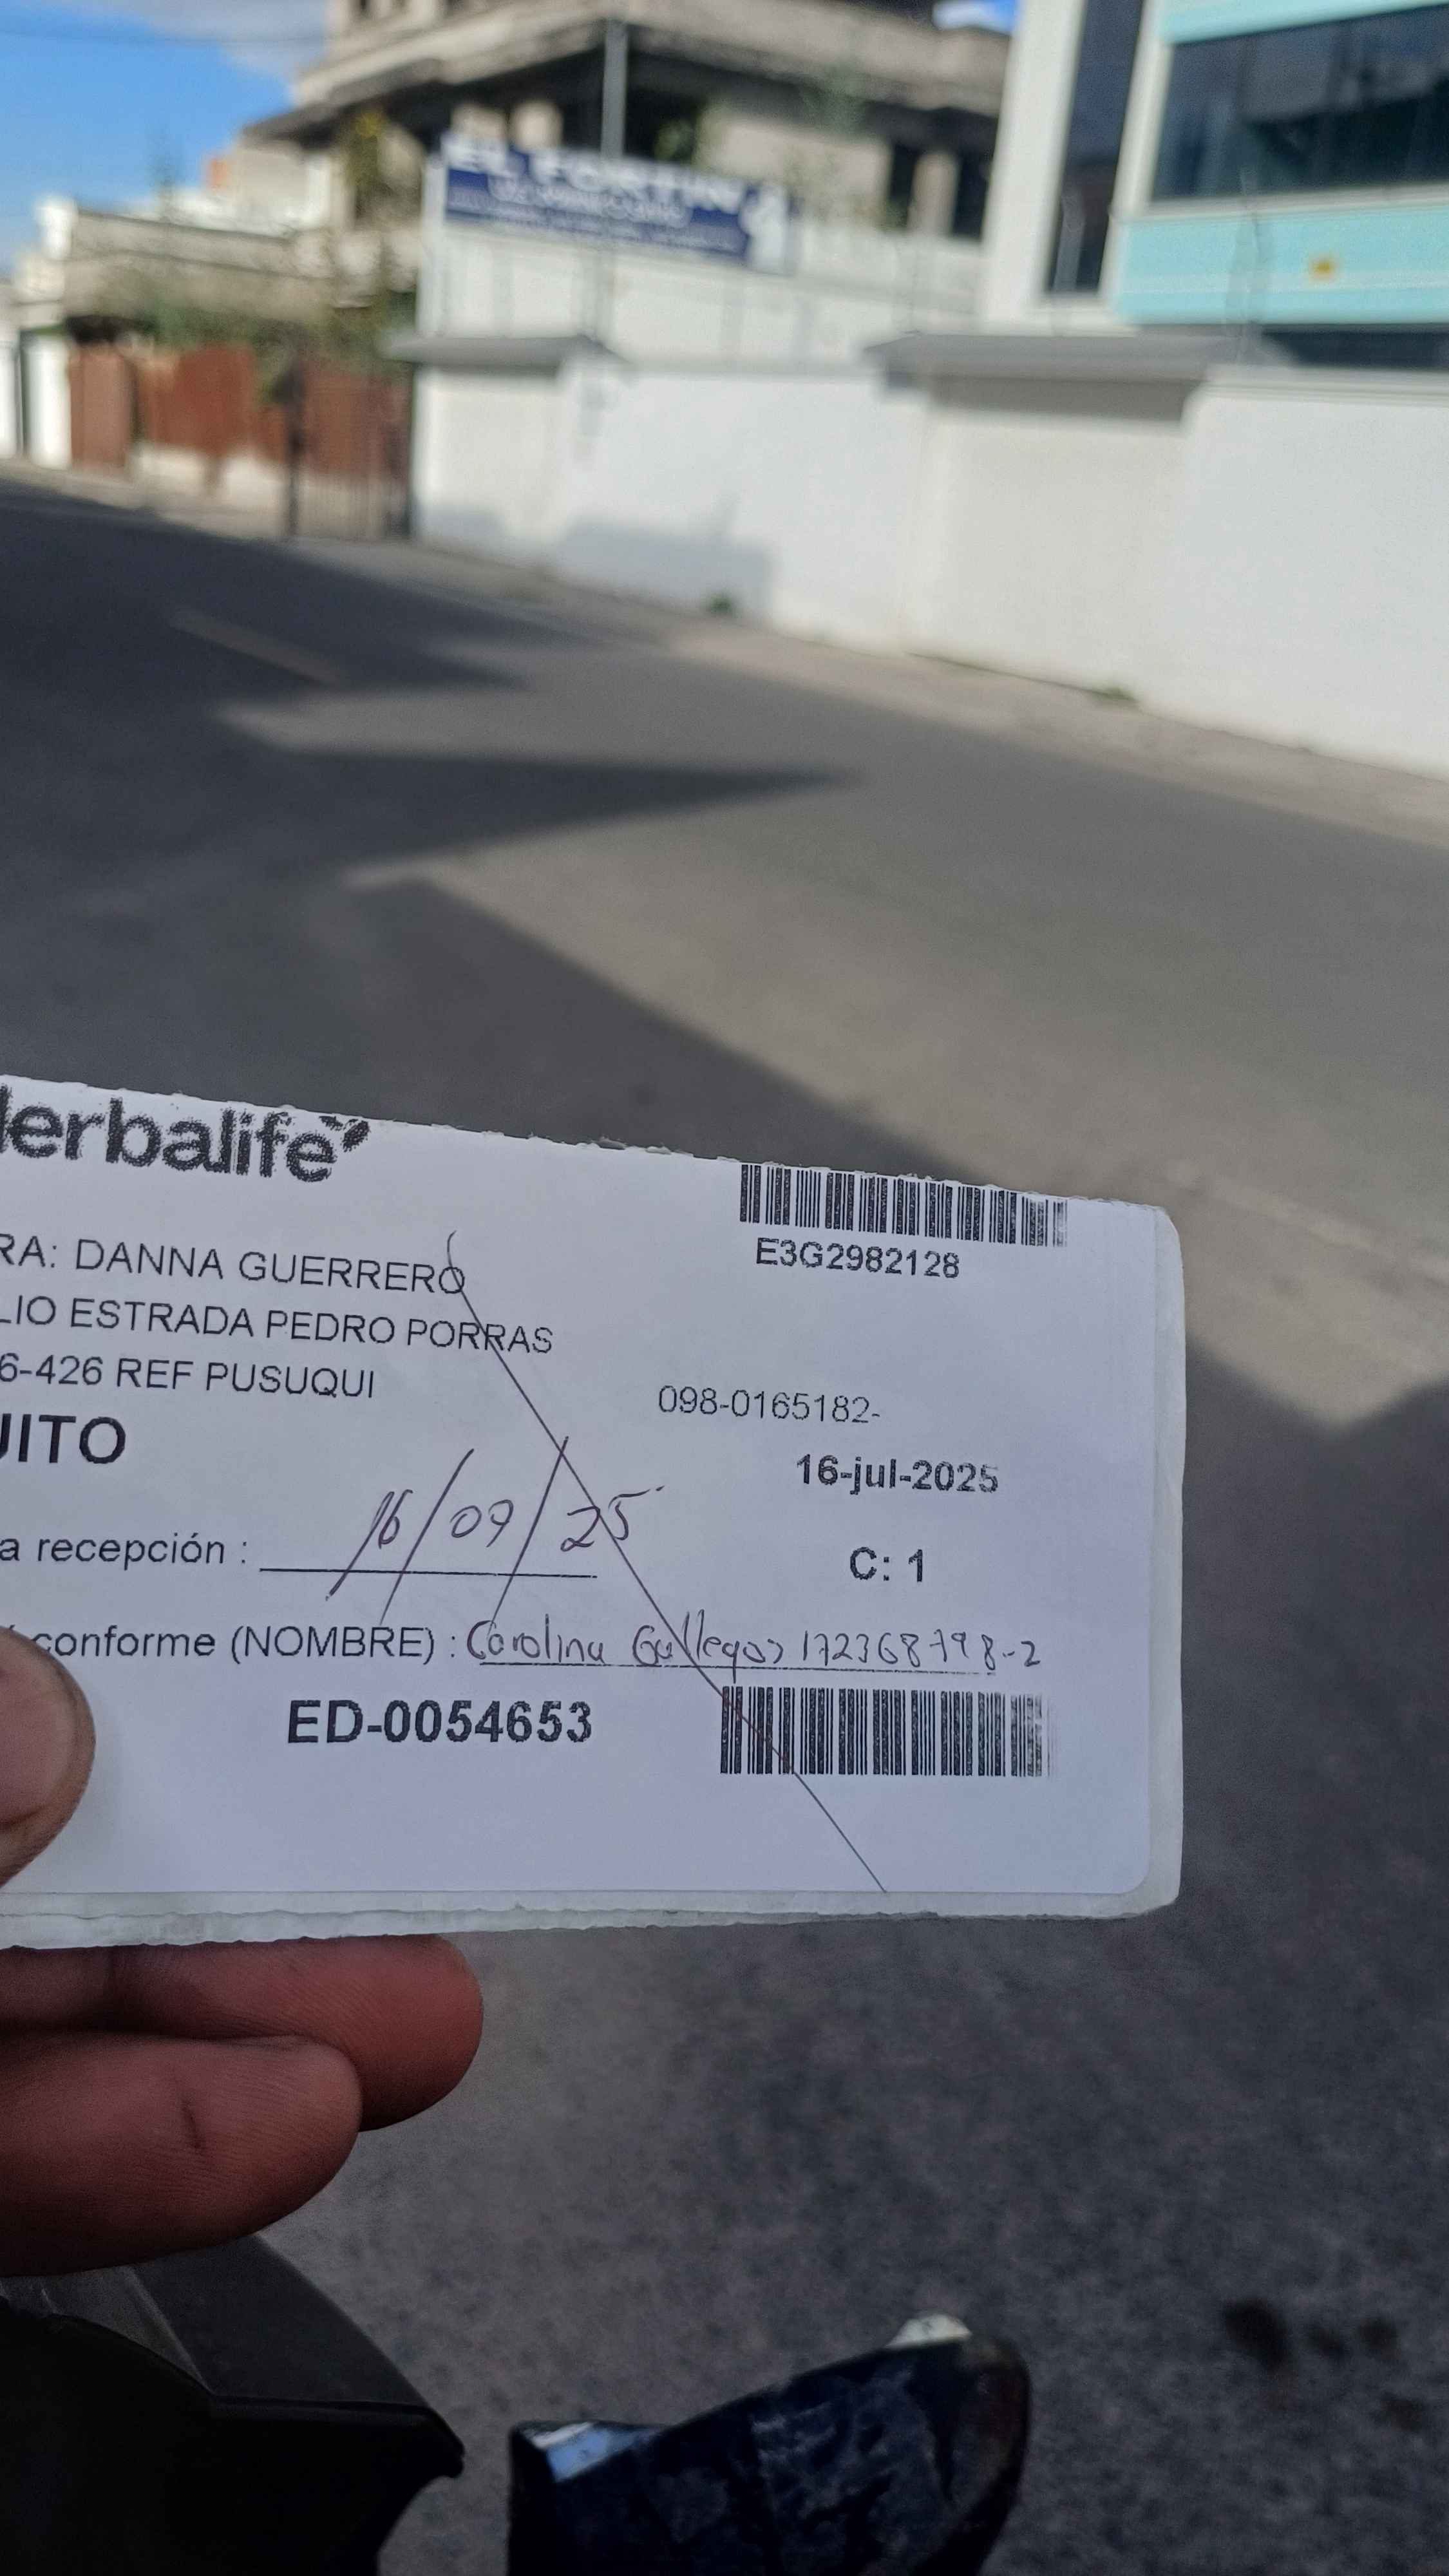 EL FORTIN
Herbalife
RA: DANNA GUERRERO
E3G2982128
LIO ESTRADA PEDRO PORRAS
6-426 REF PUSUQUI
098-0165182-
UITO
16-jul-2025
a recepción : 16/09/25
C: 1
conforme (NOMBRE) : Carolina Gallegos 172368798-2
ED-0054653